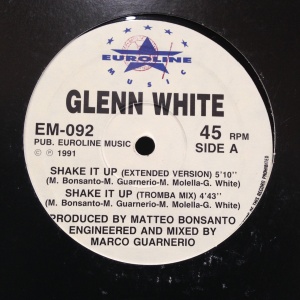 EUROLINE
MUSIC
GLENN WHITE
EM-092
45 RPM
PUB. EUROLINE MUSIC
SIDE A
© ℗ 1991
SHAKE IT UP (EXTENDED VERSION) 5'10''
(M. Bonsanto-M. Guarnerio-M. Molella-G. White)
SHAKE IT UP (TROMBA MIX) 4'43''
(M. Bonsanto-M. Guarnerio-M. Molella-G. White)
PRODUCED BY MATTEO BONSANTO
ENGINEERED AND MIXED BY
MARCO GUARNERIO